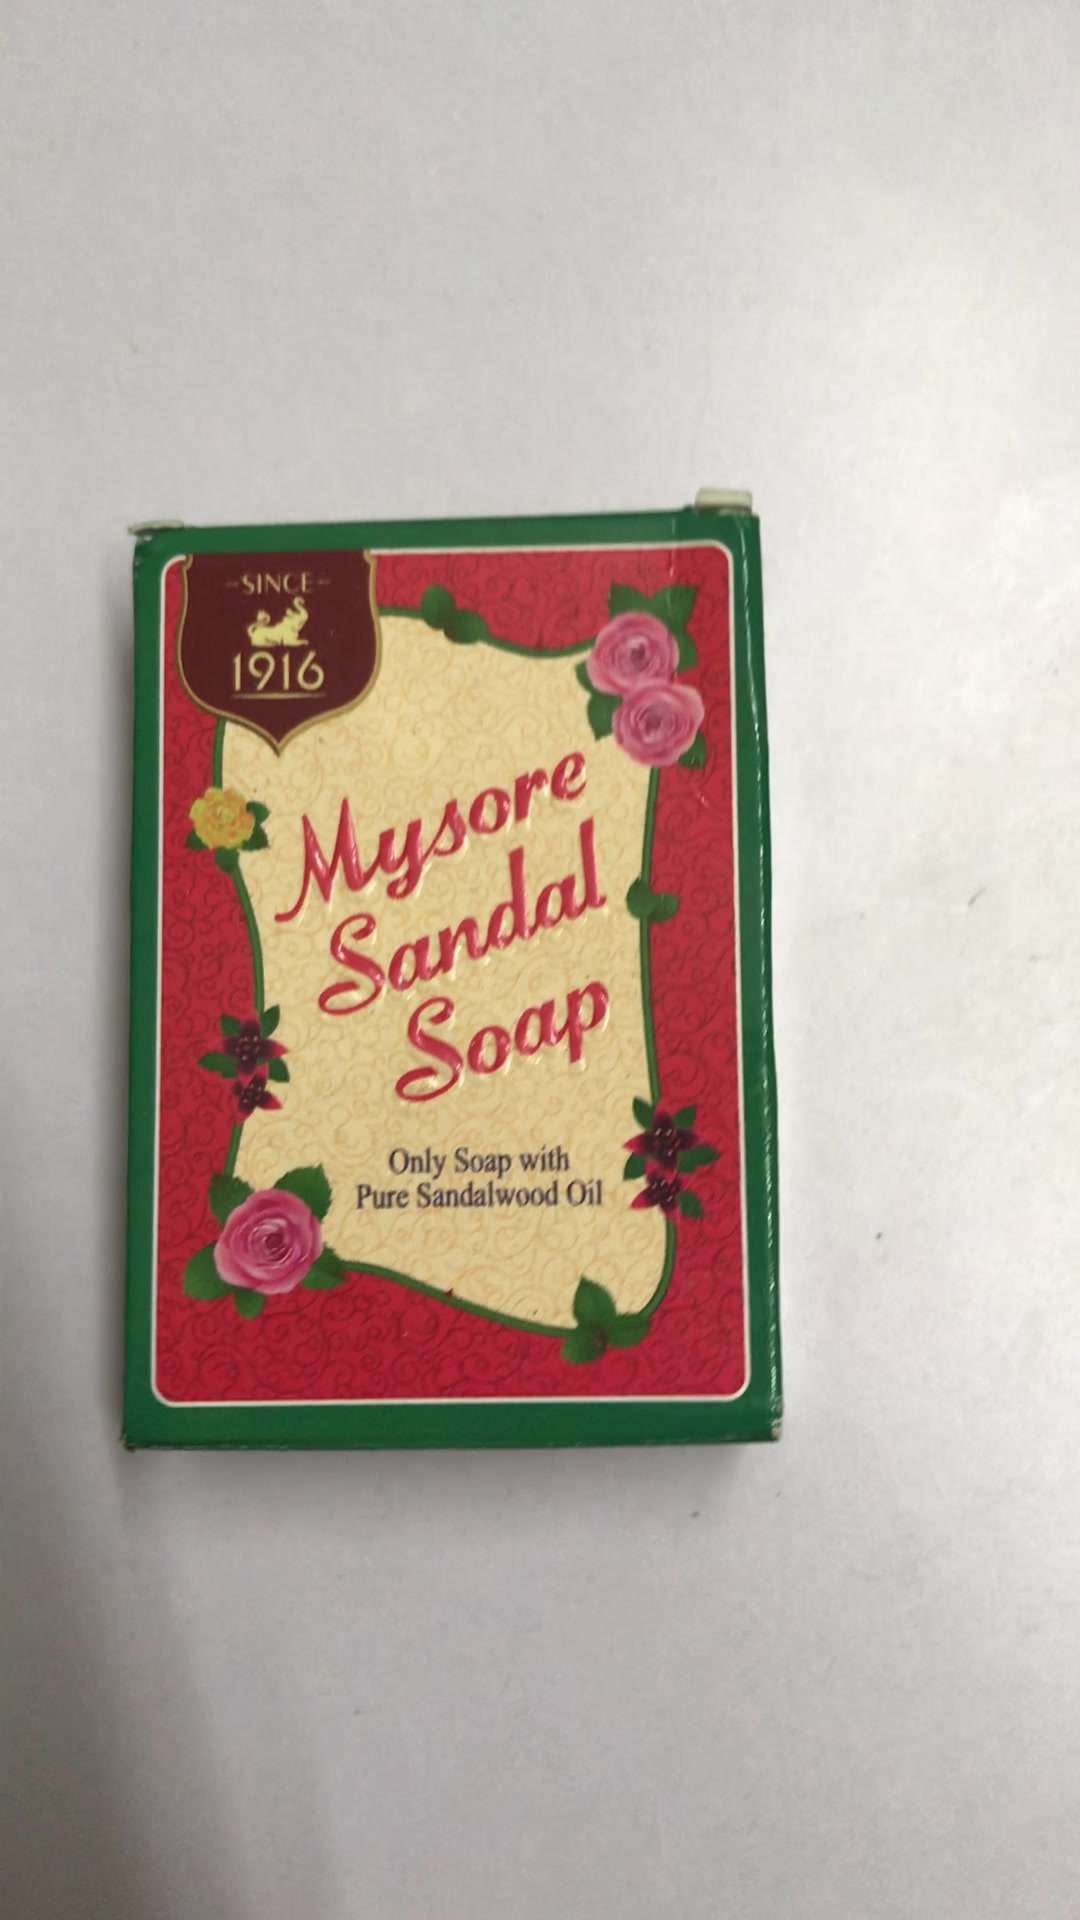 -SINCE-
1916
Mysore
Sandal
Soap
Only Soap with
Pure Sandalwood Oil